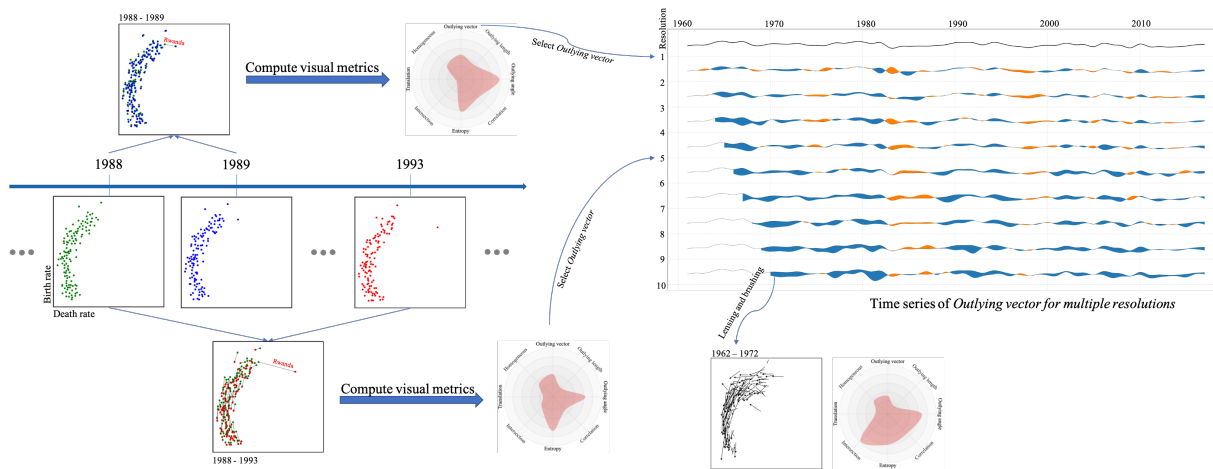 1988 - 1989
Rwanda
Compute visual metrics
Outlying vector
Outlying length
Outlying angle
Correlation
Entropy
Intersection
Translation
Homogeneous
Select Outlying vector
1988
1989
1993
Birth rate
Death rate
Rwanda
1988 - 1993
Compute visual metrics
Outlying vector
Outlying length
Outlying angle
Correlation
Entropy
Intersection
Translation
Homogeneous
Select Outlying vector
1960
1970
1980
1990
2000
2010
Resolution
1
2
3
4
5
6
7
8
9
10
Time series of Outlying vector for multiple resolutions
Lensing and brushing
1962 – 1972
Outlying vector
Outlying length
Outlying angle
Correlation
Entropy
Intersection
Translation
Homogeneous